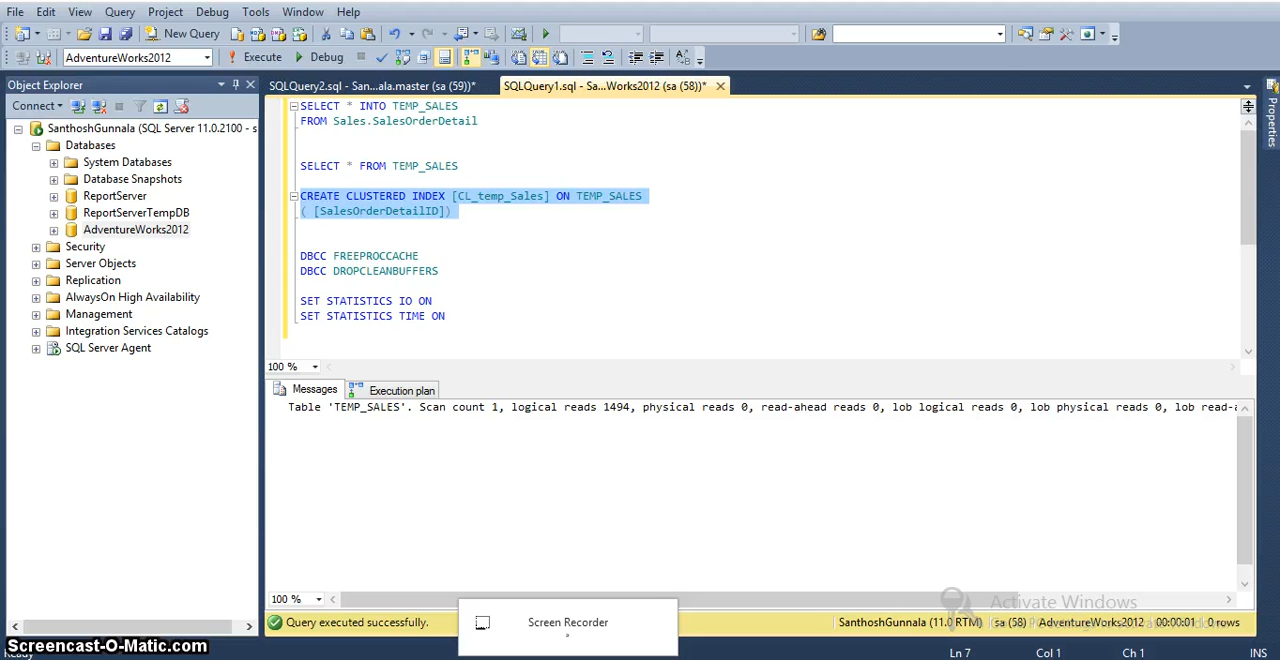 File Edit View Query Project Debug Tools Window Help
New Query
AdventureWorks2012 Execute Debug
Object Explorer
SQLQuery2.sql - San...ala.master (sa (59))*
SQLQuery1.sql - Sa...Works2012 (sa (58))*
Connect
SanthoshGunnala (SQL Server 11.0.2100 - s
Databases
System Databases
Database Snapshots
ReportServer
ReportServerTempDB
AdventureWorks2012
Security
Server Objects
Replication
AlwaysOn High Availability
Management
Integration Services Catalogs
SQL Server Agent
SELECT * INTO TEMP_SALES
FROM Sales.SalesOrderDetail
SELECT * FROM TEMP_SALES
CREATE CLUSTERED INDEX [CL_temp_Sales] ON TEMP_SALES
( [SalesOrderDetailID])
DBCC FREEPROCCACHE
DBCC DROPCLEANBUFFERS
SET STATISTICS IO ON
SET STATISTICS TIME ON
Properties
100 %
Messages Execution plan
Table 'TEMP_SALES'. Scan count 1, logical reads 1494, physical reads 0, read-ahead reads 0, lob logical reads 0, lob physical reads 0, lob read-
100 %
Activate Windows
Query executed successfully.
Screen Recorder
SanthoshGunnala (11.0 RTM) sa (58) AdventureWorks2012 00:00:01 0 rows
Screencast-O-Matic.com
Ln 7 Col 1 Ch 1 INS